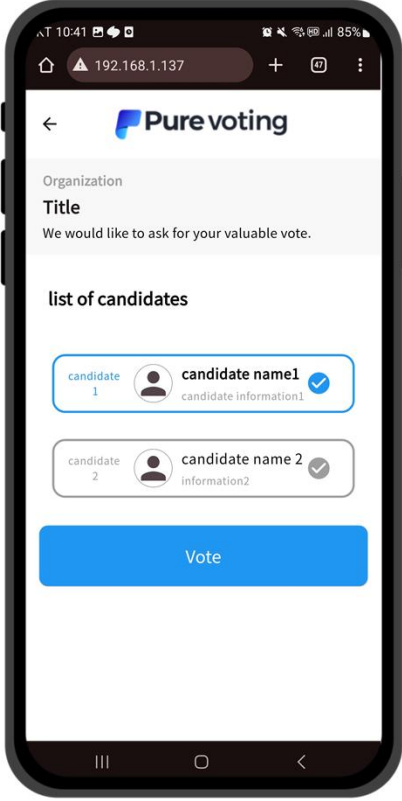 KT 10:41 85%
192.168.1.137 47
Pure voting
Organization
Title
We would like to ask for your valuable vote.
list of candidates
candidate 1
candidate name1
candidate information1
candidate 2
candidate name 2
information2
Vote